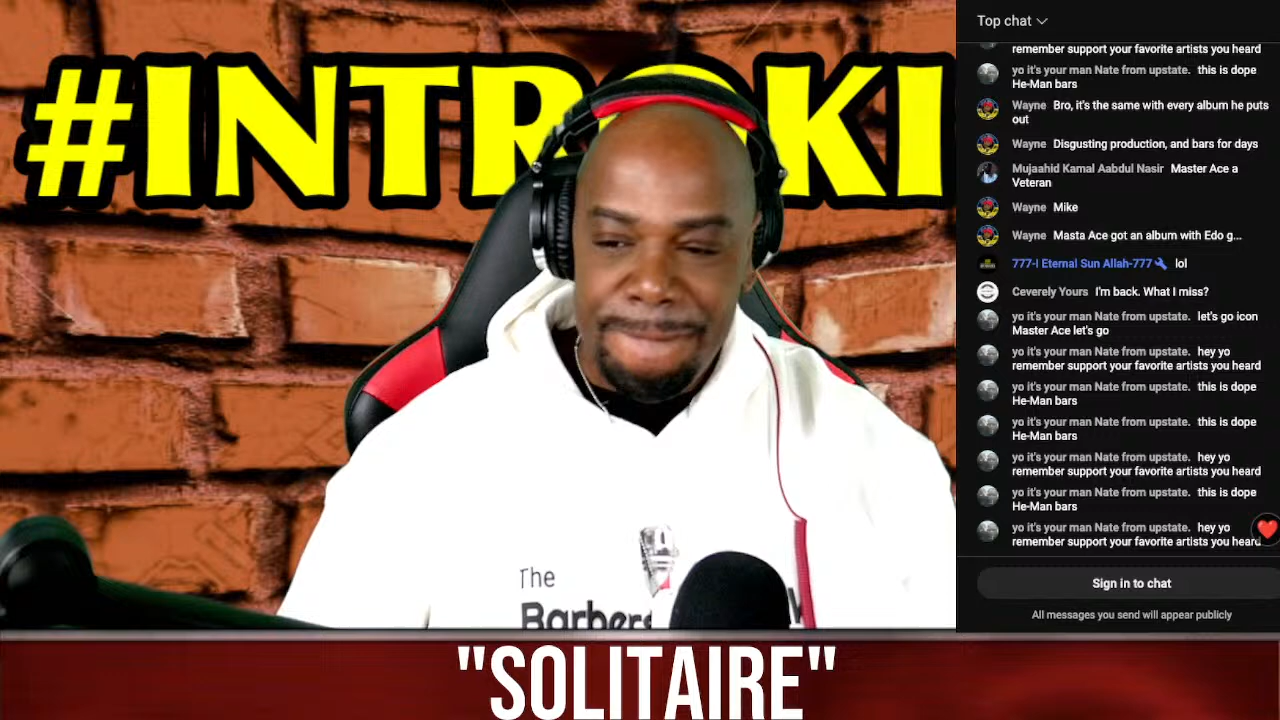 #INTR KI
The
Barbers
"SOLITAIRE"
Top chat
remember support your favorite artists you heard
yo it's your man Nate from upstate. this is dope
He-Man bars
Wayne Bro, it's the same with every album he puts
out
Wayne Disgusting production, and bars for days
Mujaahid Kamal Aabdul Nasir Master Ace a
Veteran
Wayne Mike
Wayne Masta Ace got an album with Edo g...
777-I Eternal Sun Allah-777 lol
Ceverely Yours I'm back. What I miss?
yo it's your man Nate from upstate. let's go icon
Master Ace let's go
yo it's your man Nate from upstate. hey yo
remember support your favorite artists you heard
yo it's your man Nate from upstate. this is dope
He-Man bars
yo it's your man Nate from upstate. this is dope
He-Man bars
yo it's your man Nate from upstate. hey yo
remember support your favorite artists you heard
yo it's your man Nate from upstate. this is dope
He-Man bars
yo it's your man Nate from upstate. hey yo
remember support your favorite artists you heard
Sign in to chat
All messages you send will appear publicly